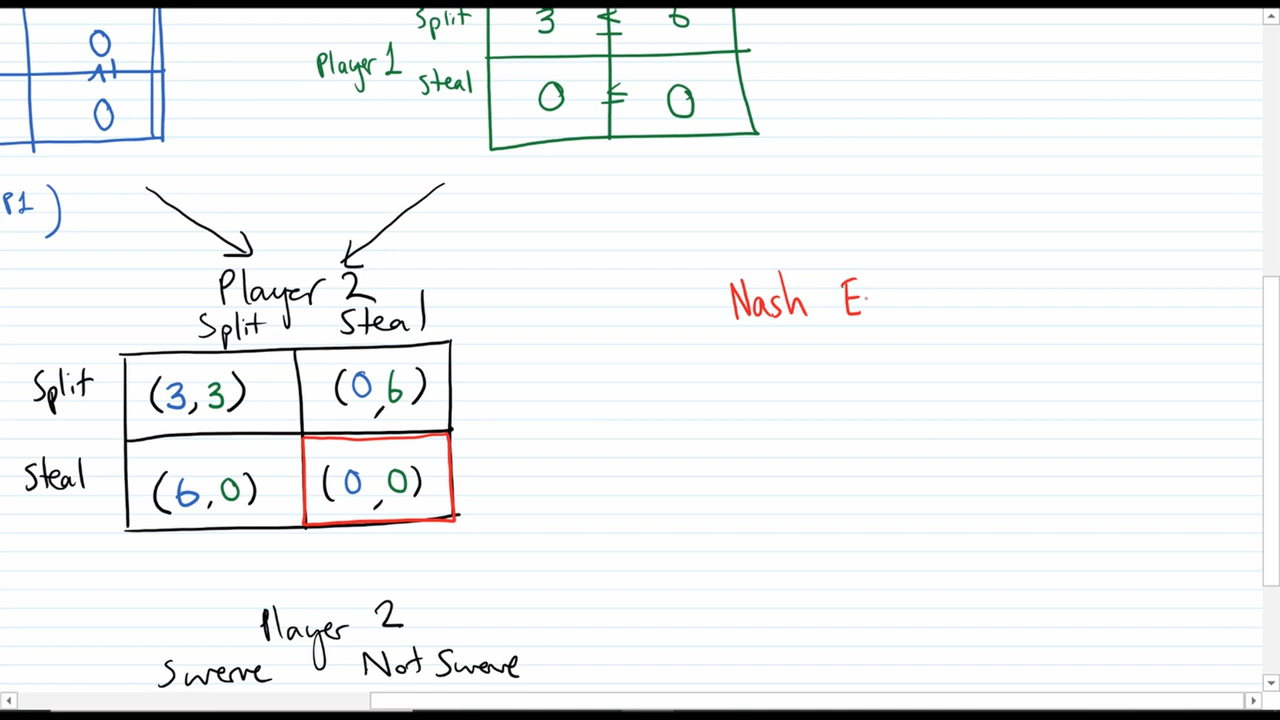 0
^|
0
P1 )
Split 3 ≤ 6
Player 1
Steal 0 ≤ 0
Player 2
Split Steal
Split (3,3) (0,6)
Steal (6,0) (0,0)
Nash E
Player 2
Swerve Not Swerve